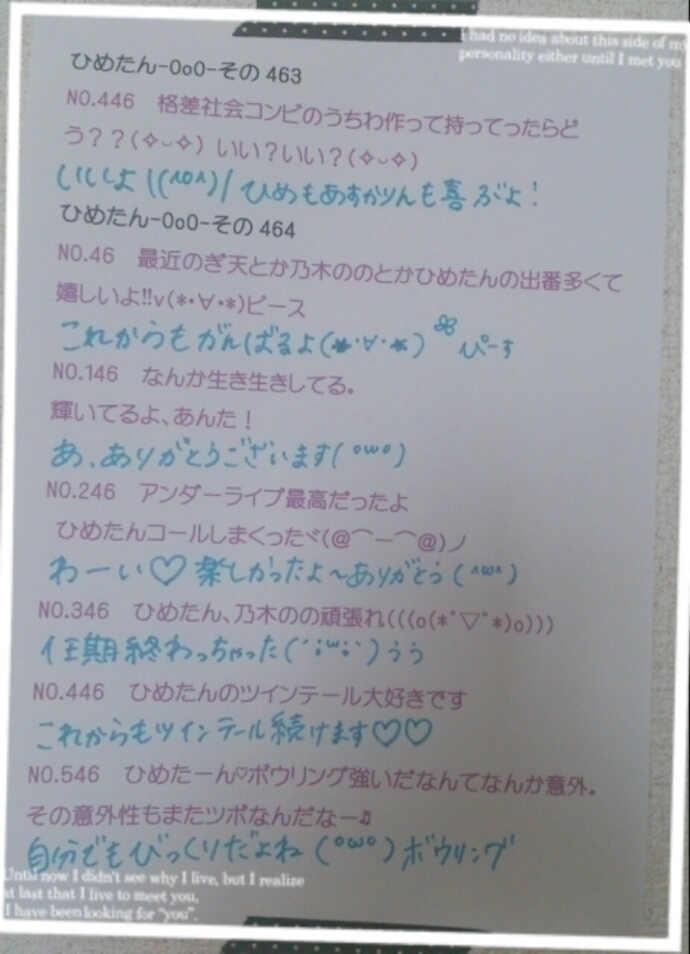 I had no idea about this side of my
personality either until I met you
ひめたん-OoO-その463
NO.446 格差社会コンビのうちわ作って持ってったらど
う？？(✧ᴗ✧) いい？いい？(✧ᴗ✧)
いいよ \((^o^)/ ひめもあすかりんも喜ぶよ！
ひめたん-OoO-その464
NO.46 最近のぎ天とか乃木ののとかひめたんの出番多くて
嬉しいよ!!v(*・∀・*)ピース
これからもがんばるよ(*・∀・*) ぴーす
NO.146 なんか生き生きしてる。
輝いてるよ、あんた！
あ、ありがとうございます(°ω°)
NO.246 アンダーライブ最高だったよ
ひめたんコールしまくったヾ(@⌒ー⌒@)ノ
わーい♡楽しかったよ〜ありがとう(^ω^)
NO.346 ひめたん、乃木のの頑張れ(((o(*ﾟ▽ﾟ*)o)))
任期終わっちゃった(´;ω;`)うぅ
NO.446 ひめたんのツインテール大好きです
これからもツインテール続けます♡♡
NO.546 ひめたーん♡ボウリング強いだなんてなんか意外。
その意外性もまたツボなんだなー♫
自分でもびっくりだよね(°ω°)ボウリング
Until now I didn't see why I live, but I realize
at last that I live to meet you,
I have been looking for "you".